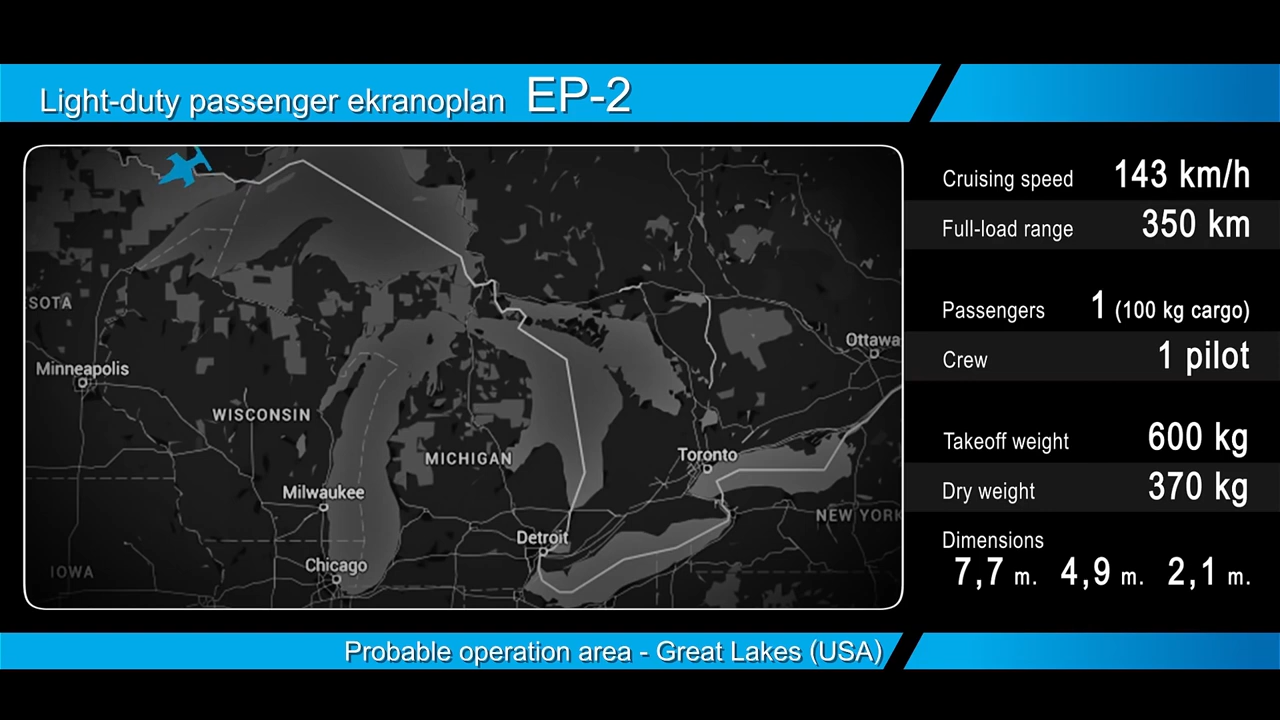 Light-duty passenger ekranoplan EP-2
Cruising speed 143 km/h
Full-load range 350 km
Passengers 1 (100 kg cargo)
Crew 1 pilot
Takeoff weight 600 kg
Dry weight 370 kg
Dimensions
7,7 m. 4,9 m. 2,1 m.
SOTA
Ottawa
Minneapolis
WISCONSIN
MICHIGAN
Toronto
Milwaukee
NEW YORK
Detroit
Chicago
IOWA
Probable operation area - Great Lakes (USA)